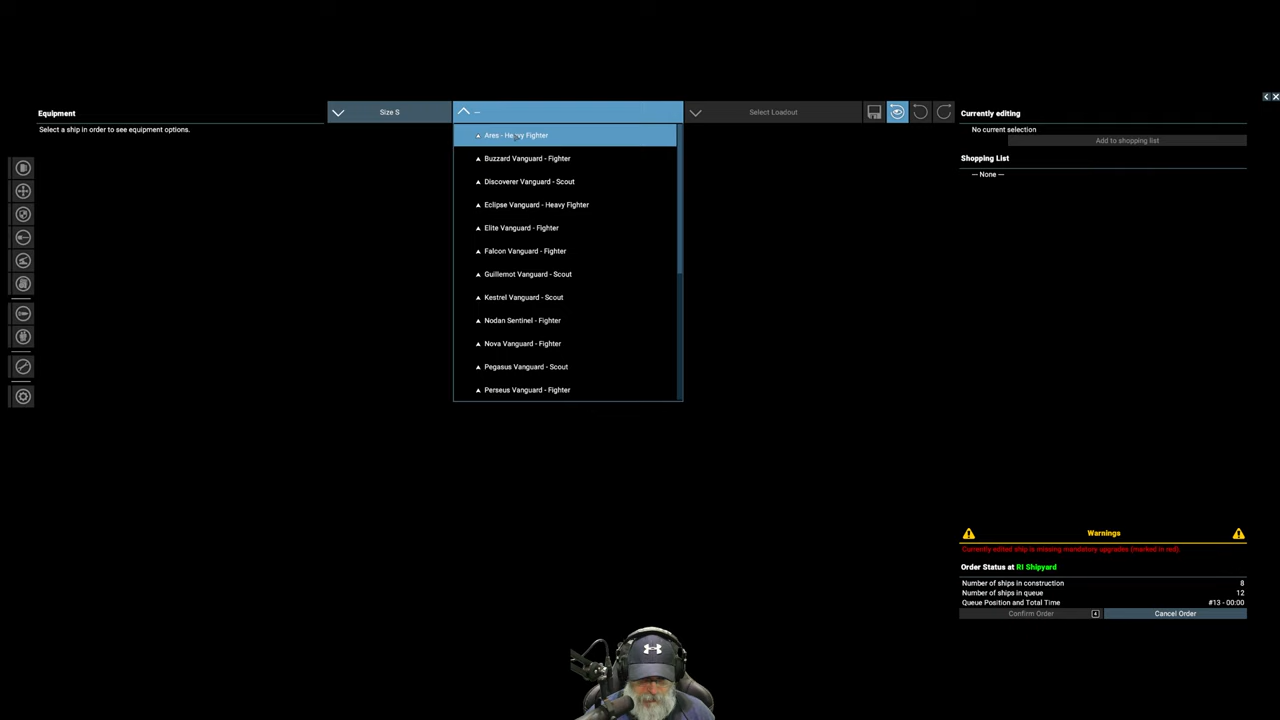 Equipment
Select a ship in order to see equipment options.
Size S
--
Select Loadout
Ares - Heavy Fighter
Buzzard Vanguard - Fighter
Discoverer Vanguard - Scout
Eclipse Vanguard - Heavy Fighter
Elite Vanguard - Fighter
Falcon Vanguard - Fighter
Guillemot Vanguard - Scout
Kestrel Vanguard - Scout
Nodan Sentinel - Fighter
Nova Vanguard - Fighter
Pegasus Vanguard - Scout
Perseus Vanguard - Fighter
Currently editing
No current selection
Add to shopping list
Shopping List
--- None ---
Warnings
Currently edited ship is missing mandatory upgrades (marked in red).
Order Status at RI Shipyard
Number of ships in construction 8
Number of ships in queue 12
Queue Position and Total Time #13 - 00:00
Confirm Order
Cancel Order